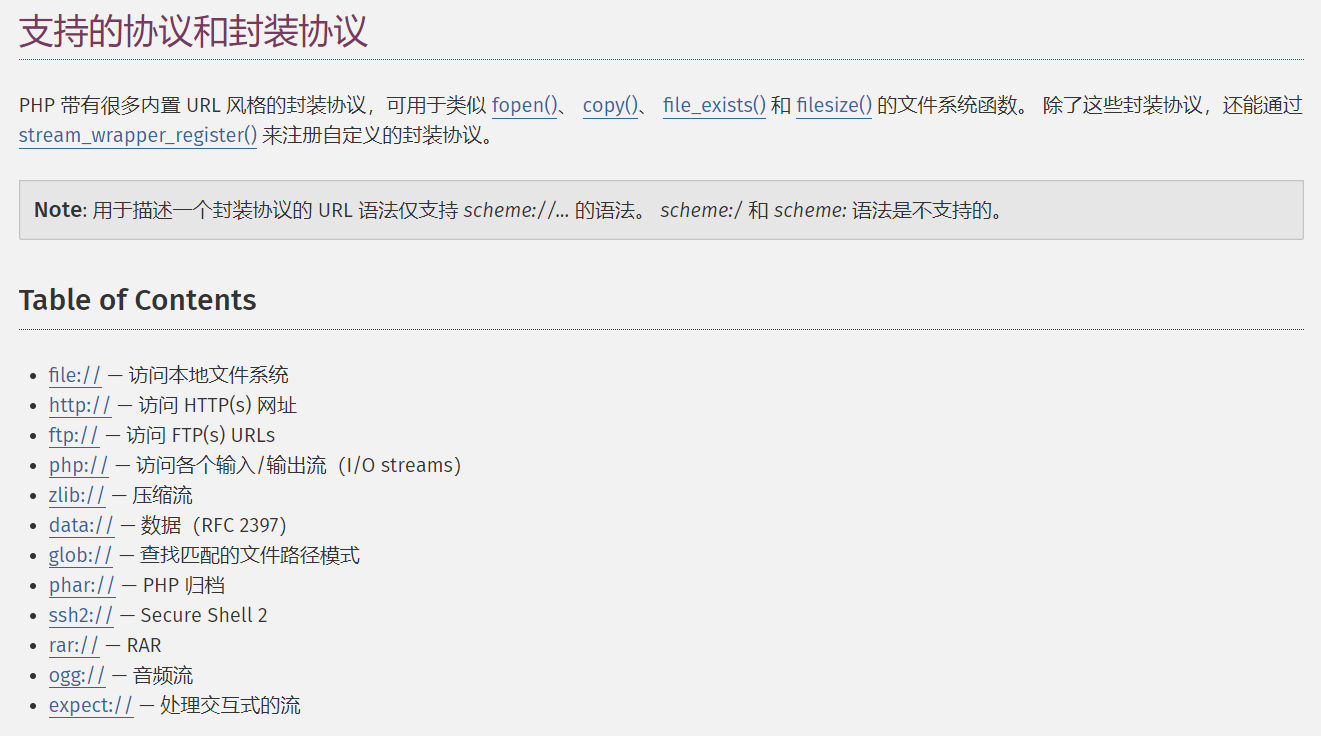 支持的协议和封装协议
PHP 带有很多内置 URL 风格的封装协议，可用于类似 fopen()、 copy()、 file_exists() 和 filesize() 的文件系统函数。 除了这些封装协议，还能通过
stream_wrapper_register() 来注册自定义的封装协议。
Note: 用于描述一个封装协议的 URL 语法仅支持 scheme://... 的语法。 scheme:/ 和 scheme: 语法是不支持的。
Table of Contents
• file:// — 访问本地文件系统
• http:// — 访问 HTTP(s) 网址
• ftp:// — 访问 FTP(s) URLs
• php:// — 访问各个输入/输出流（I/O streams）
• zlib:// — 压缩流
• data:// — 数据（RFC 2397）
• glob:// — 查找匹配的文件路径模式
• phar:// — PHP 归档
• ssh2:// — Secure Shell 2
• rar:// — RAR
• ogg:// — 音频流
• expect:// — 处理交互式的流